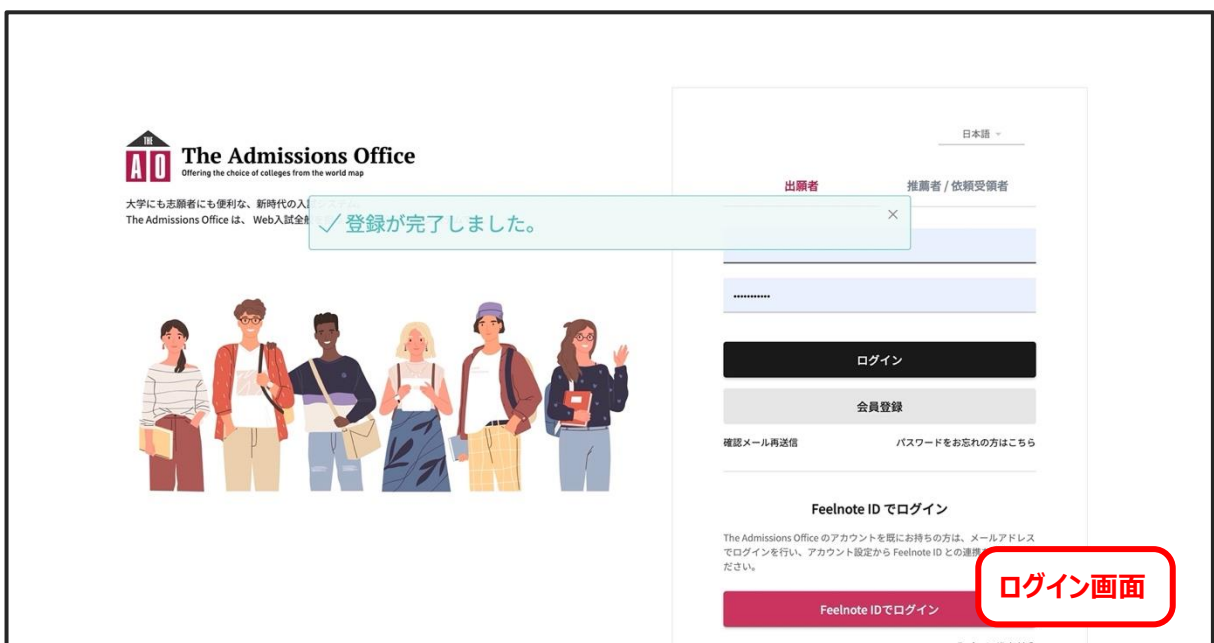 THE
AO
The Admissions Office
Offering the choice of colleges from the world map
大学にも志願者にも便利な、新時代の入
The Admissions Office は、 Web入試全
✓登録が完了しました。
×
日本語
出願者
推薦者 / 依頼受領者
•••••••••••
ログイン
会員登録
確認メール再送信
パスワードをお忘れの方はこちら
Feelnote ID でログイン
The Admissions Office のアカウントを既にお持ちの方は、メールアドレス
でログインを行い、アカウント設定から Feelnote ID との連携
ださい。
Feelnote IDでログイン
ログイン画面